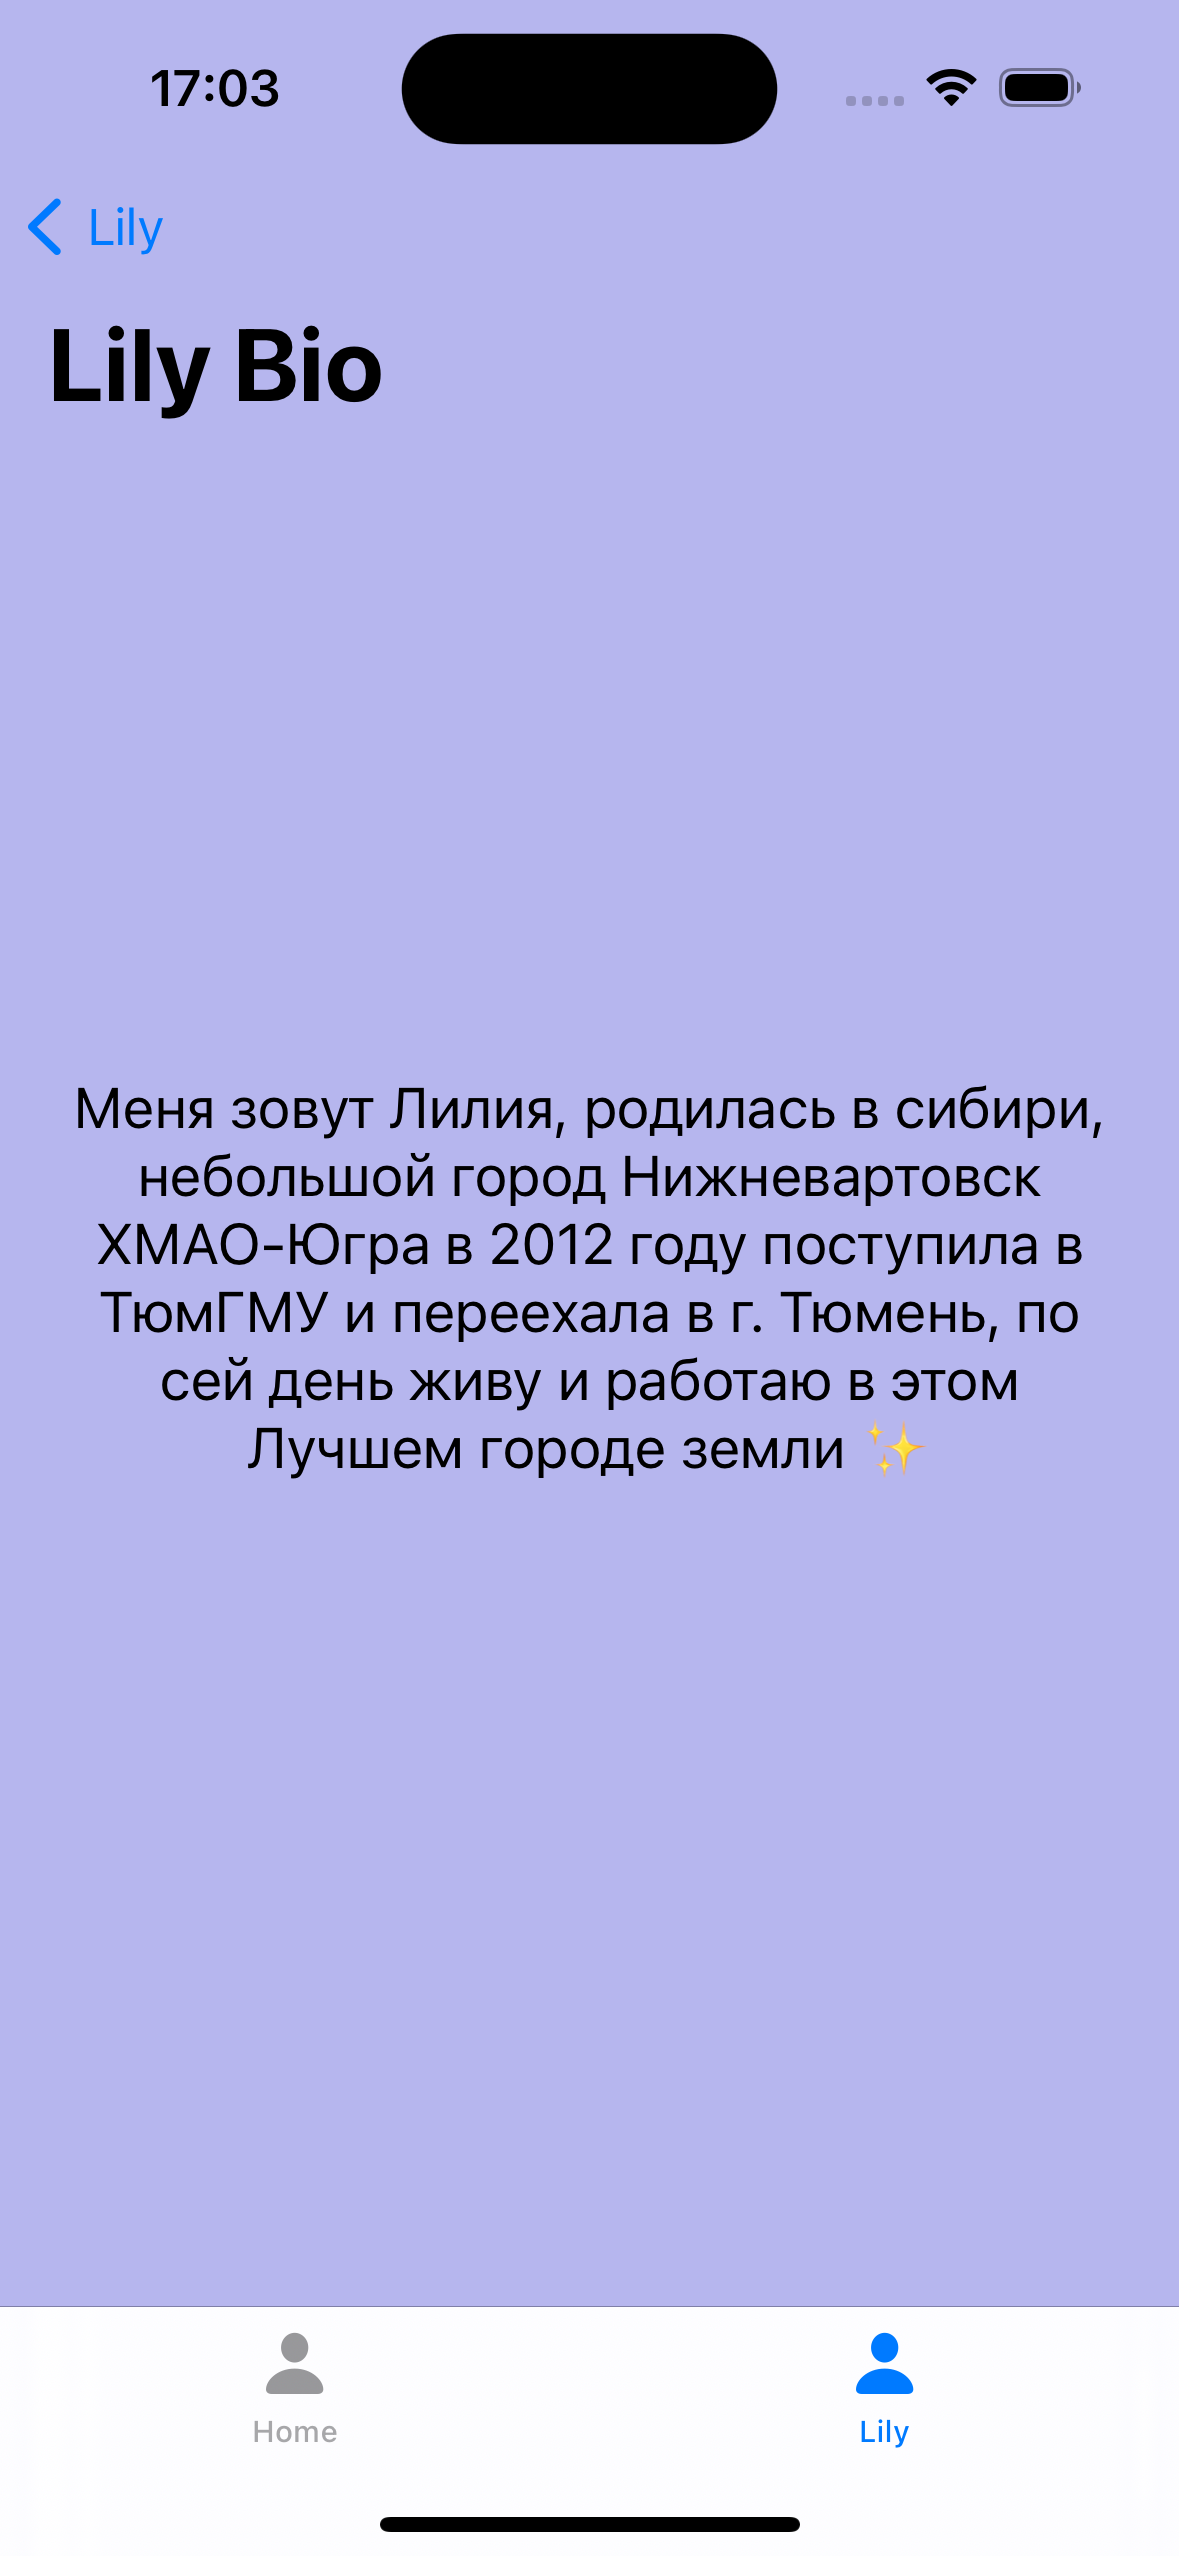 17:03
Lily
Lily Bio
Меня зовут Лилия, родилась в сибири,
небольшой город Нижневартовск
ХМАО-Югра в 2012 году поступила в
ТюмГМУ и переехала в г. Тюмень, по
сей день живу и работаю в этом
Лучшем городе земли ✨
Home
Lily